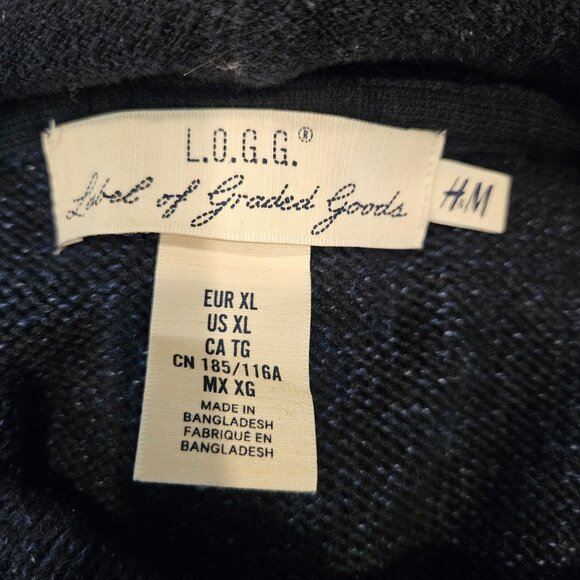 L.O.G.G.®
Label of Graded Goods
H&M
EUR XL
US XL
CA TG
CN 185/116A
MX XG
MADE IN
BANGLADESH
FABRIQUÉ EN
BANGLADESH